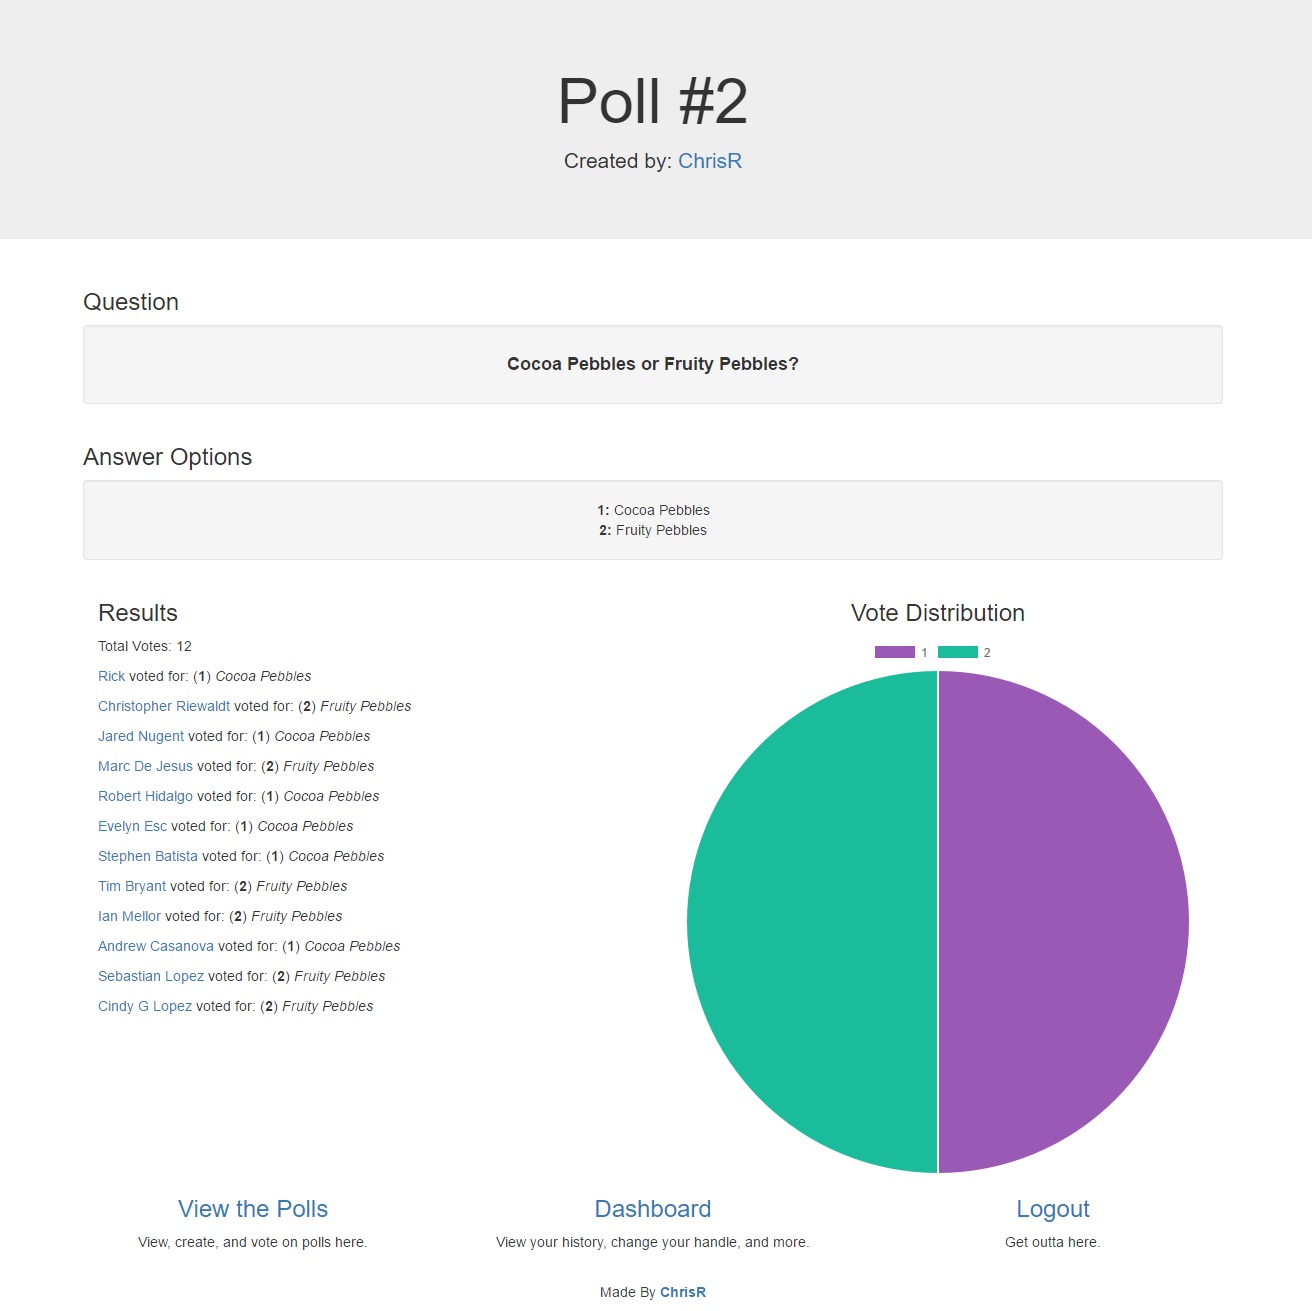 Poll #2
Created by: ChrisR
Question
Cocoa Pebbles or Fruity Pebbles?
Answer Options
1: Cocoa Pebbles
2: Fruity Pebbles
Results
Total Votes: 12
Rick voted for: (1) Cocoa Pebbles
Christopher Riewaldt voted for: (2) Fruity Pebbles
Jared Nugent voted for: (1) Cocoa Pebbles
Marc De Jesus voted for: (2) Fruity Pebbles
Robert Hidalgo voted for: (1) Cocoa Pebbles
Evelyn Esc voted for: (1) Cocoa Pebbles
Stephen Batista voted for: (1) Cocoa Pebbles
Tim Bryant voted for: (2) Fruity Pebbles
Ian Mellor voted for: (2) Fruity Pebbles
Andrew Casanova voted for: (1) Cocoa Pebbles
Sebastian Lopez voted for: (2) Fruity Pebbles
Cindy G Lopez voted for: (2) Fruity Pebbles
Vote Distribution
1 2
View the Polls
View, create, and vote on polls here.
Dashboard
View your history, change your handle, and more.
Logout
Get outta here.
Made By ChrisR